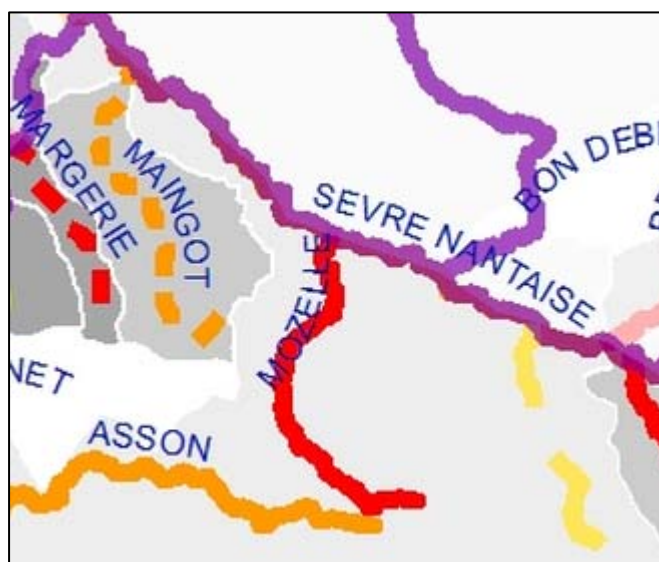 MARGERIE
MAINGOT
BON DEB
SEVRE NANTAISE
MOZELLE
NET
ASSON